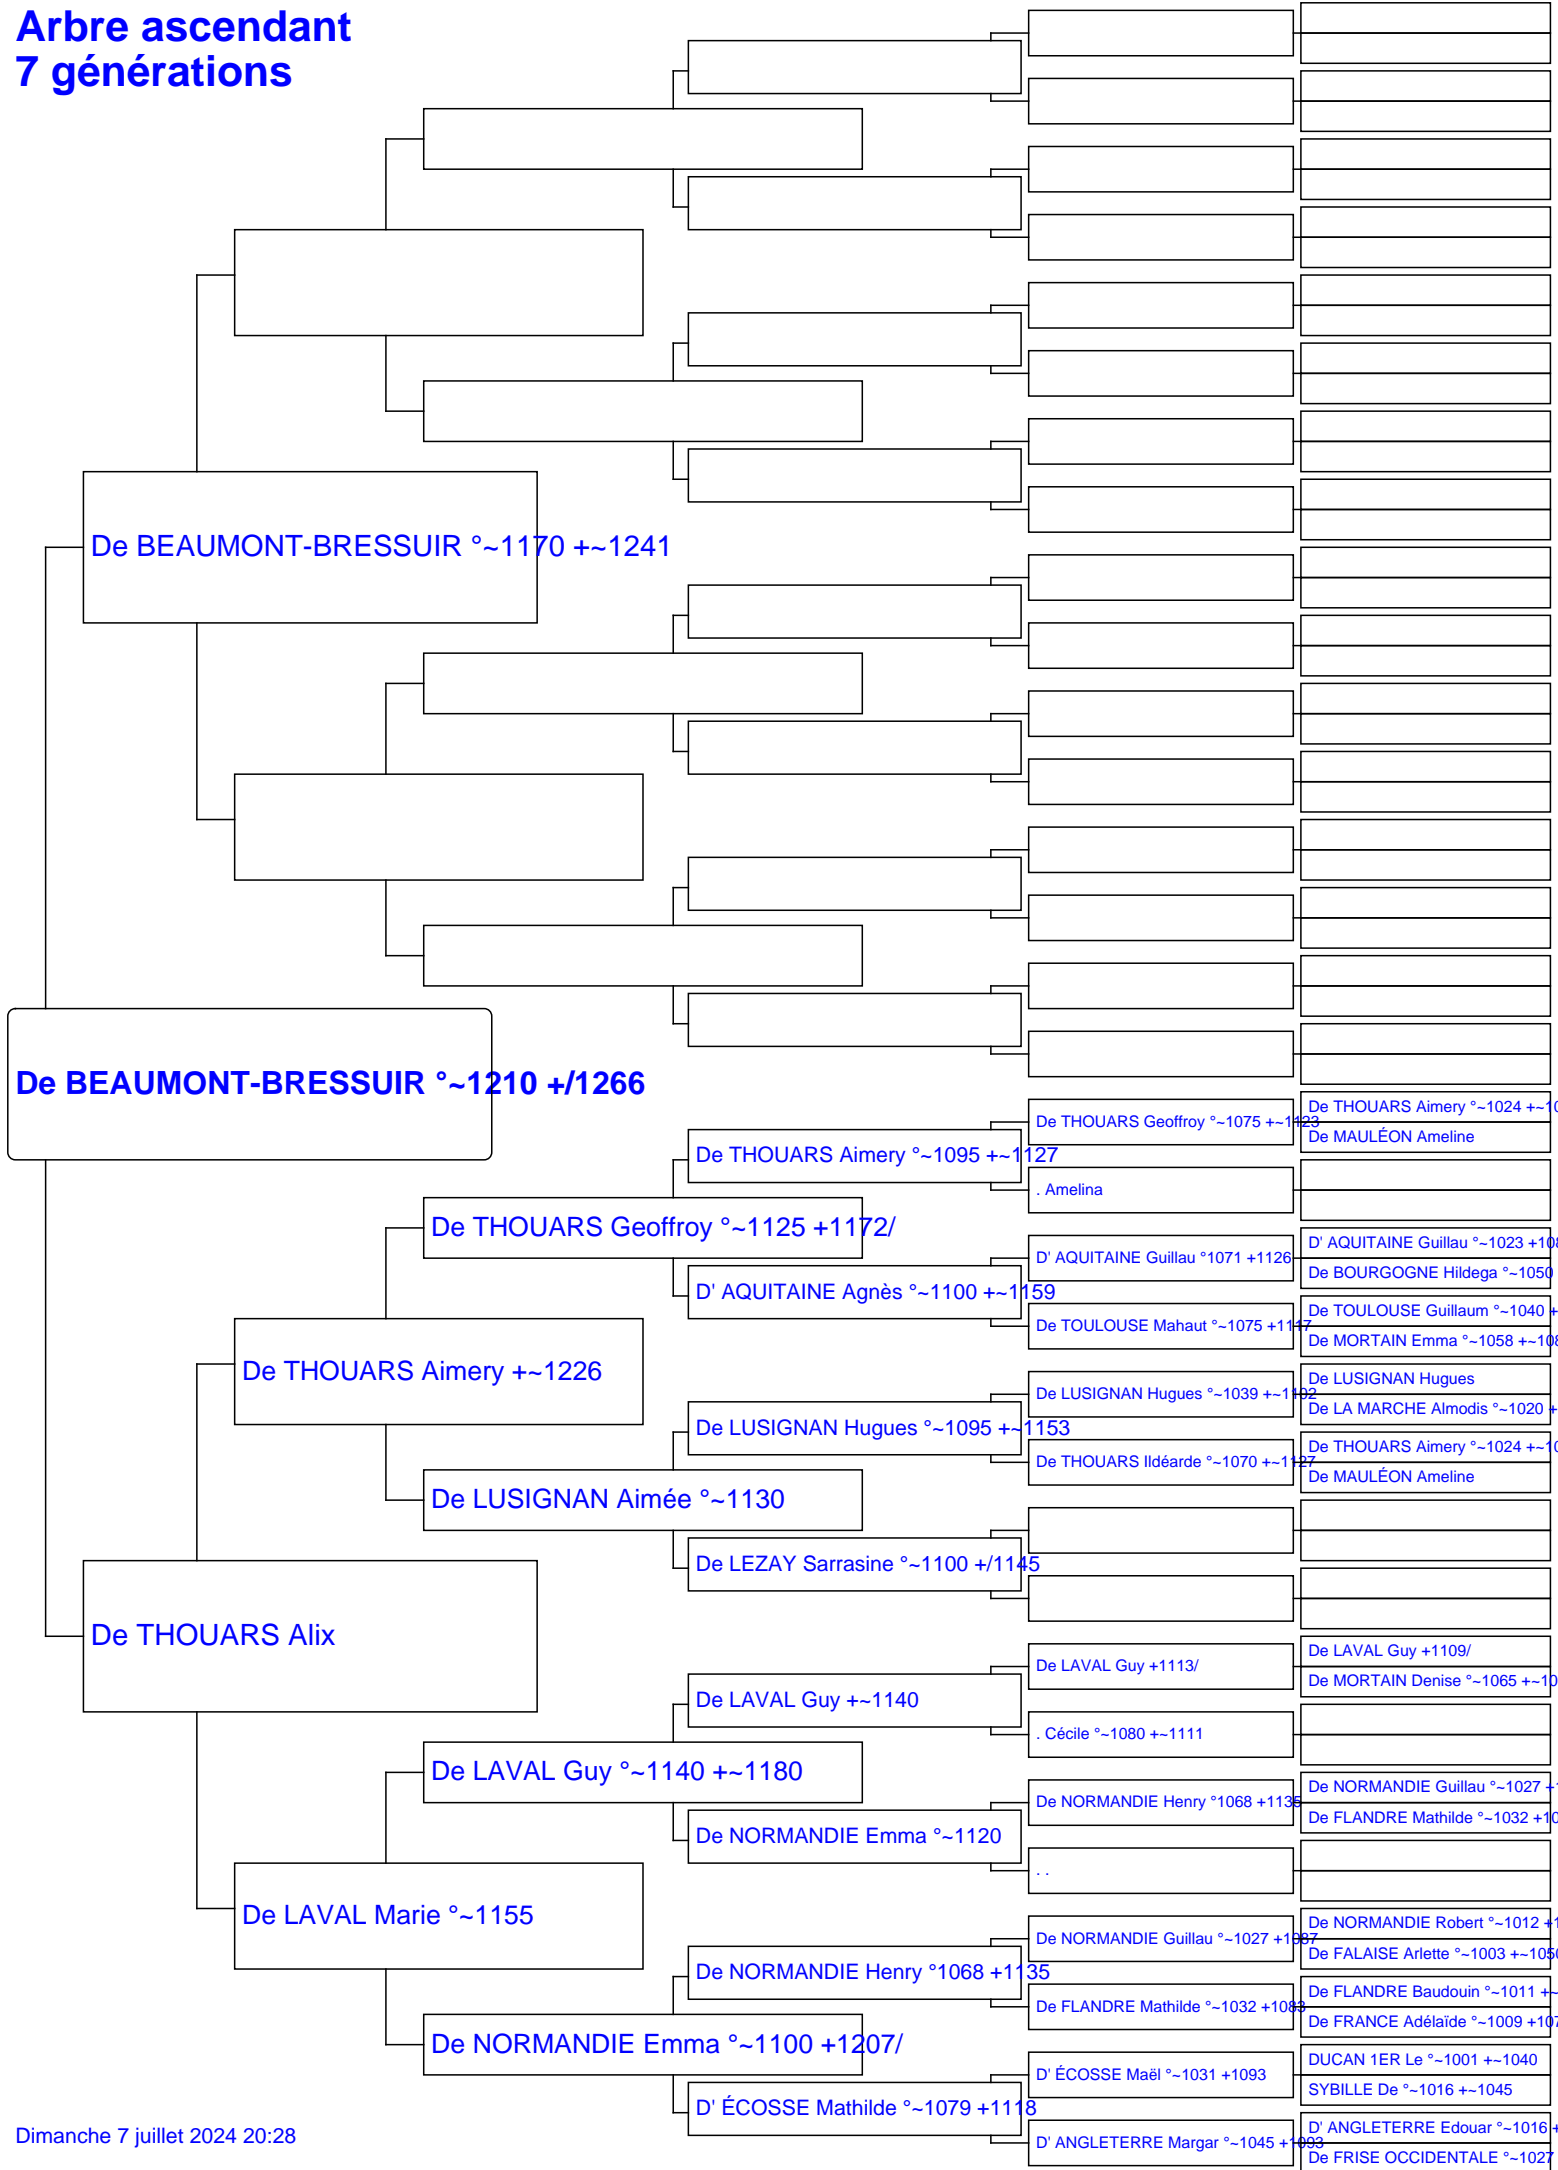 Arbre ascendant
7 générations
De BEAUMONT-BRESSUIR °~1170 +~1241
De BEAUMONT-BRESSUIR °~1210 +/1266
De THOUARS Aimery °~1024 +~10
De THOUARS Geoffroy °~1075 +~1123
De MAULÉON Ameline
De THOUARS Aimery °~1095 +~1127
. Amelina
De THOUARS Geoffroy °~1125 +1172/
D' AQUITAINE Guillau °~1023 +108
D' AQUITAINE Guillau °1071 +1126
De BOURGOGNE Hildega °~1050
D' AQUITAINE Agnès °~1100 +~1159
De TOULOUSE Guillaum °~1040 +
De TOULOUSE Mahaut °~1075 +1117
De MORTAIN Emma °~1058 +~108
De THOUARS Aimery +~1226
De LUSIGNAN Hugues
De LUSIGNAN Hugues °~1039 +~1102
De LA MARCHE Almodis °~1020 +
De LUSIGNAN Hugues °~1095 +~1153
De THOUARS Aimery °~1024 +~10
De THOUARS Ildéarde °~1070 +~1127
De MAULÉON Ameline
De LUSIGNAN Aimée °~1130
De LEZAY Sarrasine °~1100 +/1145
De THOUARS Alix
De LAVAL Guy +1109/
De LAVAL Guy +1113/
De MORTAIN Denise °~1065 +~10
De LAVAL Guy +~1140
. Cécile °~1080 +~1111
De LAVAL Guy °~1140 +~1180
De NORMANDIE Guillau °~1027 +1
De NORMANDIE Henry °1068 +1135
De FLANDRE Mathilde °~1032 +10
De NORMANDIE Emma °~1120
. .
De LAVAL Marie °~1155
De NORMANDIE Robert °~1012 +1
De NORMANDIE Guillau °~1027 +1087
De FALAISE Arlette °~1003 +~1050
De NORMANDIE Henry °1068 +1135
De FLANDRE Baudouin °~1011 +~
De FLANDRE Mathilde °~1032 +1083
De FRANCE Adélaïde °~1009 +107
De NORMANDIE Emma °~1100 +1207/
DUCAN 1ER Le °~1001 +~1040
D' ÉCOSSE Maël °~1031 +1093
SYBILLE De °~1016 +~1045
D' ÉCOSSE Mathilde °~1079 +1118
D' ANGLETERRE Edouar °~1016 +
D' ANGLETERRE Margar °~1045 +1093
De FRISE OCCIDENTALE °~1027
Dimanche 7 juillet 2024 20:28